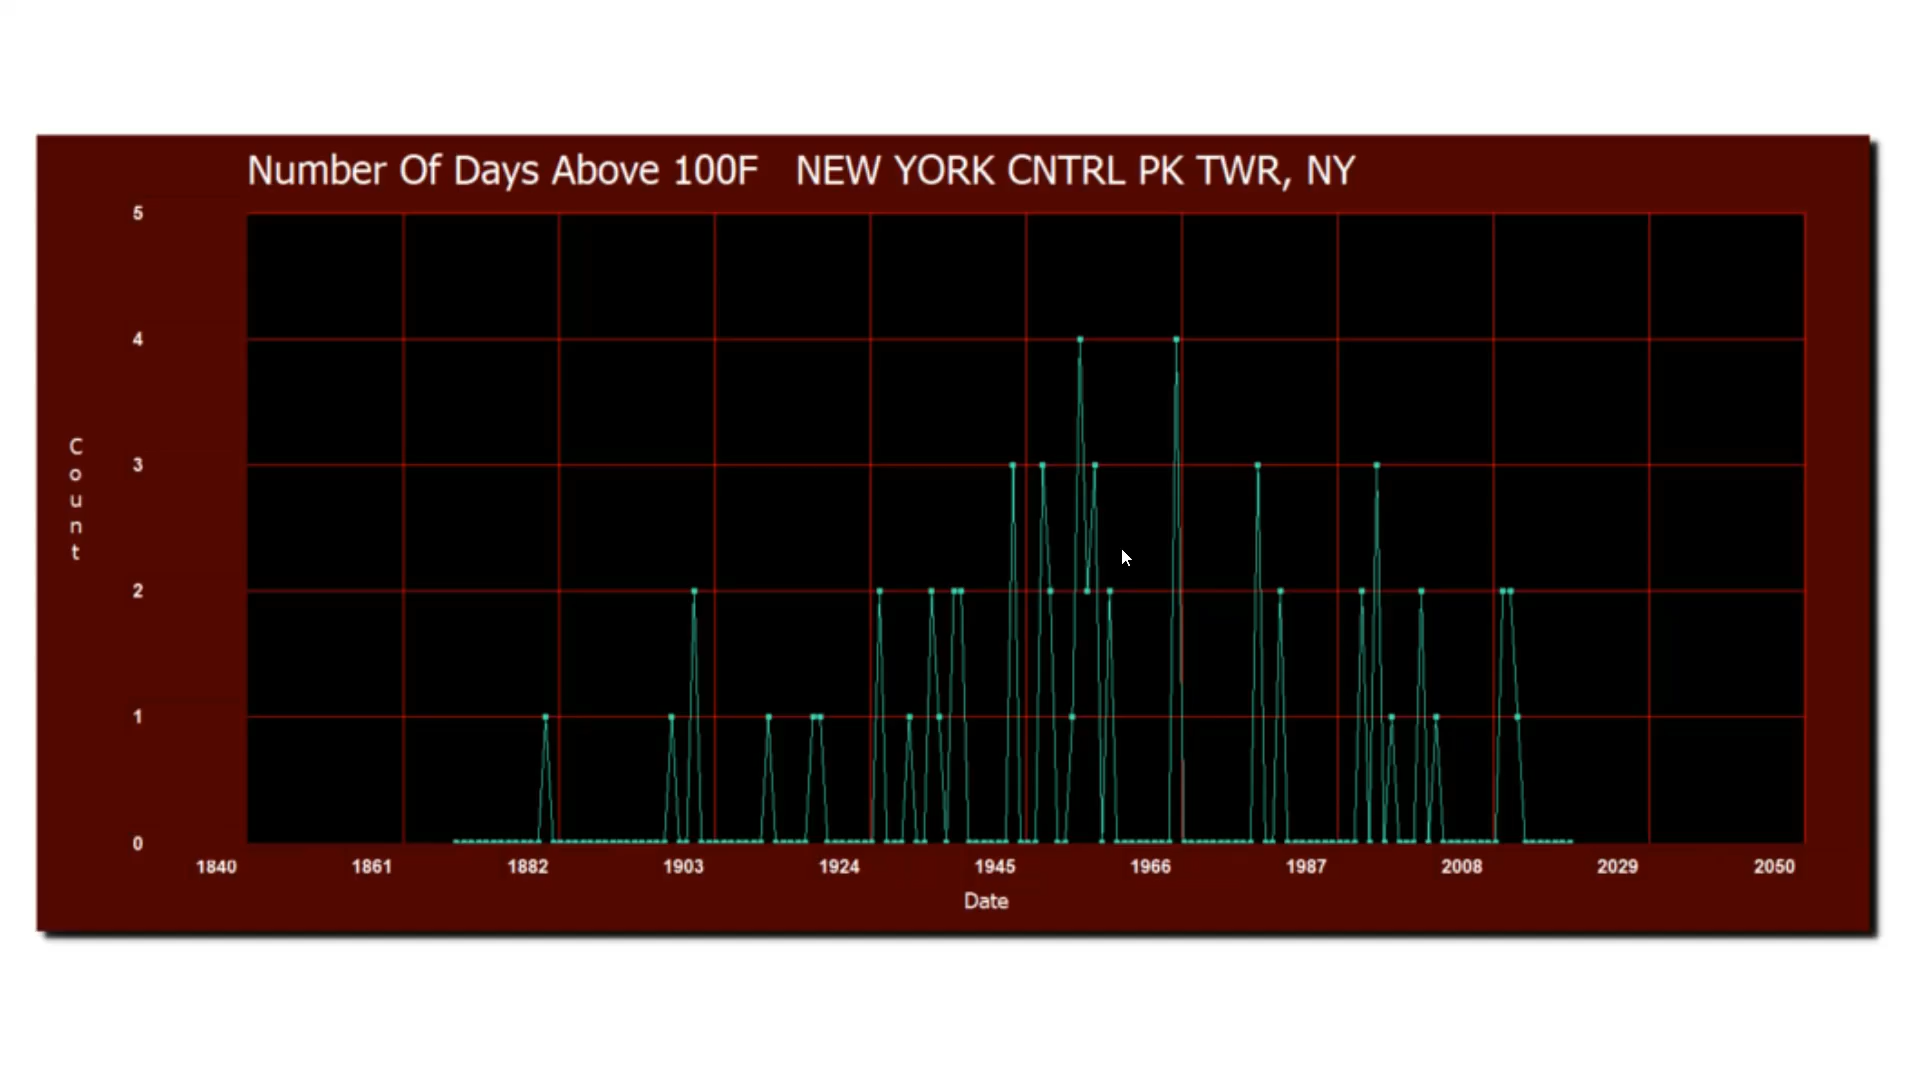 Number Of Days Above 100F NEW YORK CNTRL PK TWR, NY
5
4
3
2
1
0
Count
1840 1861 1882 1903 1924 1945 1966 1987 2008 2029 2050
Date